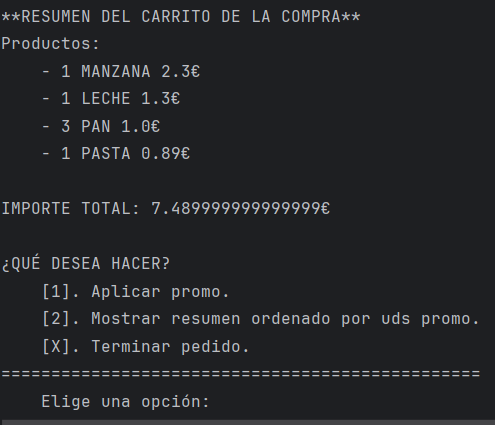 **RESUMEN DEL CARRITO DE LA COMPRA**
Productos:
    - 1 MANZANA 2.3€
    - 1 LECHE 1.3€
    - 3 PAN 1.0€
    - 1 PASTA 0.89€

IMPORTE TOTAL: 7.489999999999999€

¿QUÉ DESEA HACER?
    [1]. Aplicar promo.
    [2]. Mostrar resumen ordenado por uds promo.
    [X]. Terminar pedido.
================================================
    Elige una opción: